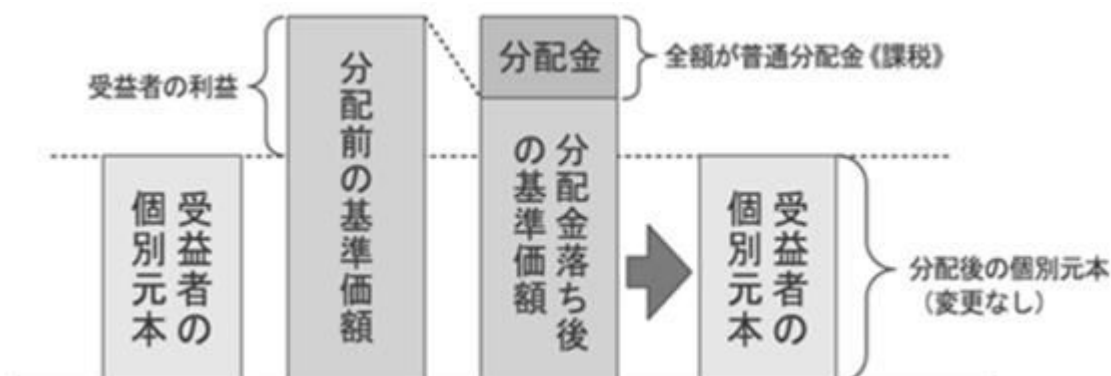 受益者の利益
受益者の
個別元本
分配前の基準価額
分配金
全額が普通分配金《課税》
分配金落ち後
の基準価額
受益者の
個別元本
分配後の個別元本
（変更なし）